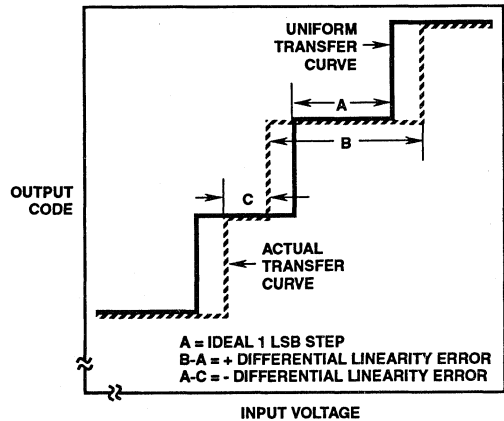 UNIFORM
TRANSFER
CURVE
A
B
OUTPUT
CODE
C
ACTUAL
TRANSFER
CURVE
A = IDEAL 1 LSB STEP
B-A = + DIFFERENTIAL LINEARITY ERROR
A-C = - DIFFERENTIAL LINEARITY ERROR
INPUT VOLTAGE